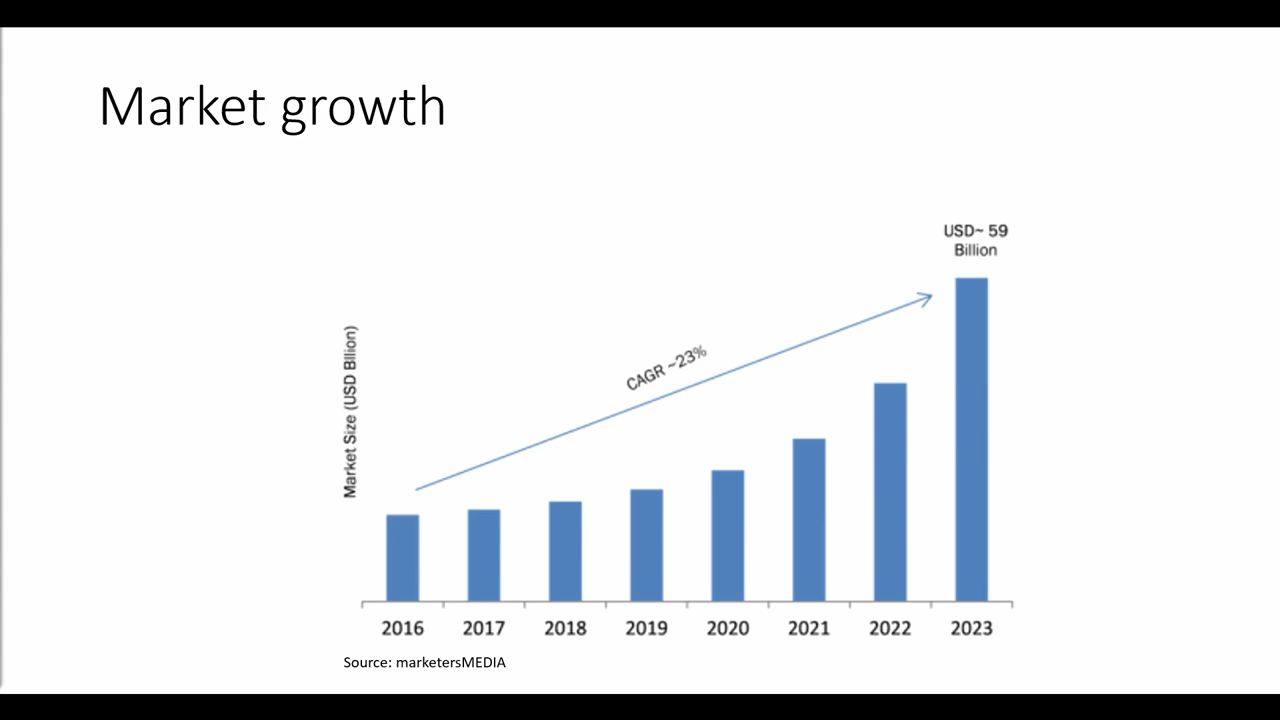 Market growth
USD~ 59
Billion
CAGR ~23%
Market Size (USD Bllion)
2016 2017 2018 2019 2020 2021 2022 2023
Source: marketersMEDIA